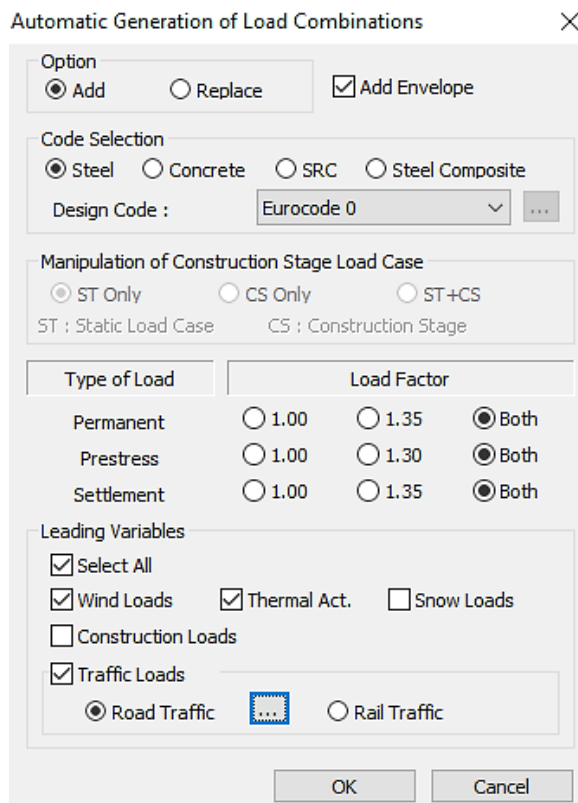 Automatic Generation of Load Combinations
Option
Add Replace Add Envelope
Code Selection
Steel Concrete SRC Steel Composite
Design Code : Eurocode 0 ...
Manipulation of Construction Stage Load Case
ST Only CS Only ST+CS
ST : Static Load Case CS : Construction Stage
Type of Load Load Factor
Permanent 1.00 1.35 Both
Prestress 1.00 1.30 Both
Settlement 1.00 1.35 Both
Leading Variables
Select All
Wind Loads Thermal Act. Snow Loads
Construction Loads
Traffic Loads
Road Traffic ... Rail Traffic
OK Cancel